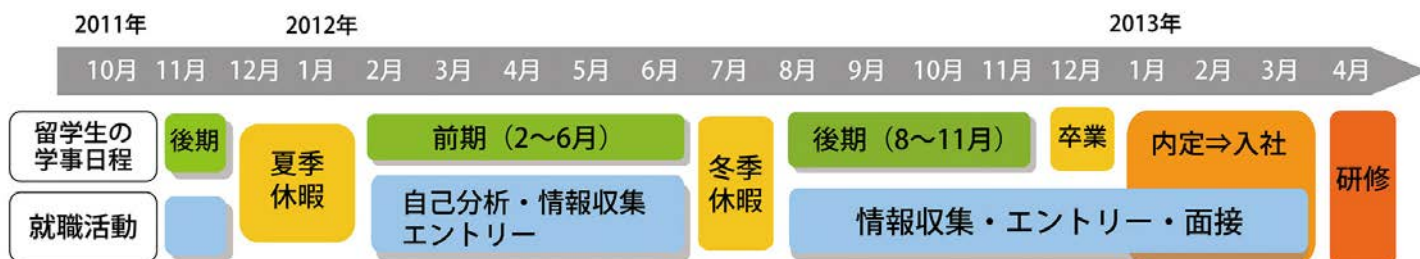 2011年 2012年 2013年
10月 11月 12月 1月 2月 3月 4月 5月 6月 7月 8月 9月 10月 11月 12月 1月 2月 3月 4月
留学生の
学事日程
後期
夏季
休暇
前期（2〜6月）
冬季
休暇
後期（8〜11月）
卒業
内定⇒入社
研修
就職活動
自己分析・情報収集
エントリー
情報収集・エントリー・面接